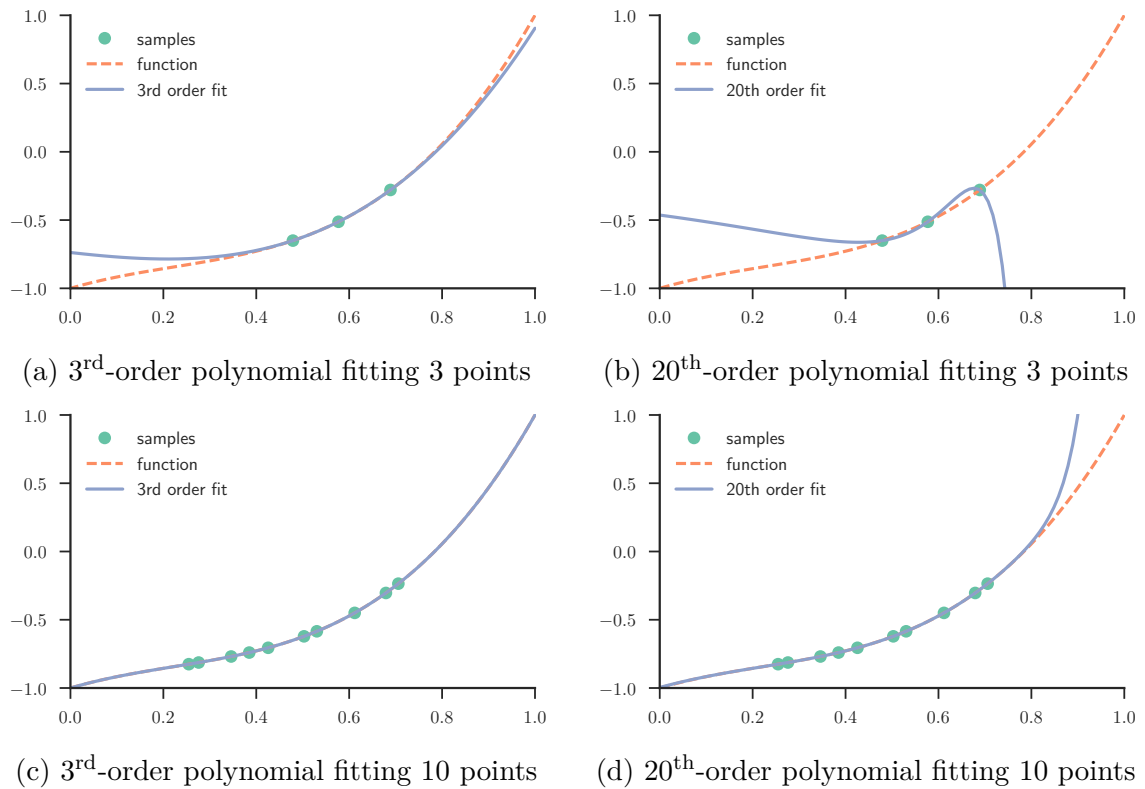 1.0
0.5
0.0
−0.5
−1.0
samples
function
3rd order fit
0.0 0.2 0.4 0.6 0.8 1.0
(a) 3rd-order polynomial fitting 3 points
1.0
0.5
0.0
−0.5
−1.0
samples
function
20th order fit
0.0 0.2 0.4 0.6 0.8 1.0
(b) 20th-order polynomial fitting 3 points
1.0
0.5
0.0
−0.5
−1.0
samples
function
3rd order fit
0.0 0.2 0.4 0.6 0.8 1.0
(c) 3rd-order polynomial fitting 10 points
1.0
0.5
0.0
−0.5
−1.0
samples
function
20th order fit
0.0 0.2 0.4 0.6 0.8 1.0
(d) 20th-order polynomial fitting 10 points